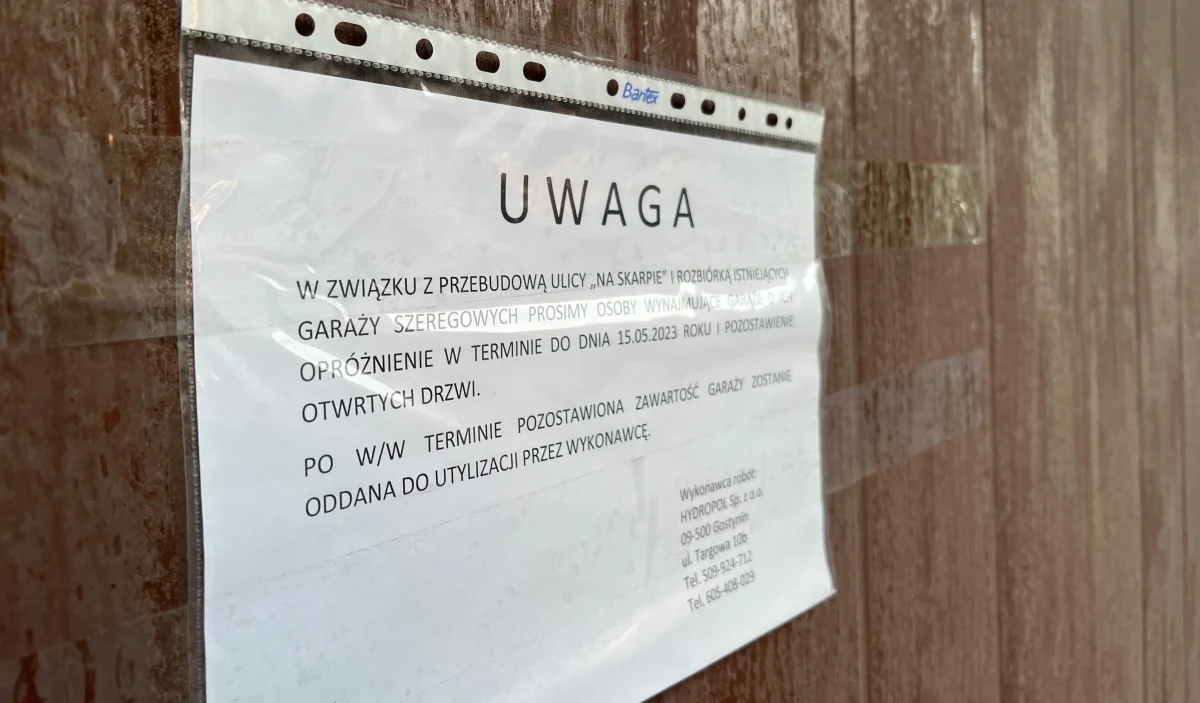 Bantex
UWAGA
W ZWIĄZKU Z PRZEBUDOWĄ ULICY „NA SKARPIE” I ROZBIÓRKĄ ISTNIEJĄCYCH
GARAŻY SZEREGOWYCH PROSIMY OSOBY WYNAJMUJĄCE GARAŻE O ICH
OPRÓŻNIENIE W TERMINIE DO DNIA 15.05.2023 ROKU I POZOSTAWIENIE
OTWRTYCH DRZWI.
PO W/W TERMINIE POZOSTAWIONA ZAWARTOŚĆ GARAŻY ZOSTANIE
ODDANA DO UTYLIZACJI PRZEZ WYKONAWCĘ.
Wykonawca robót:
HYDROPOL Sp. z o.o.
09-500 Gostynin
ul. Targowa 10b
Tel. 509-924-712
Tel. 605-408-029